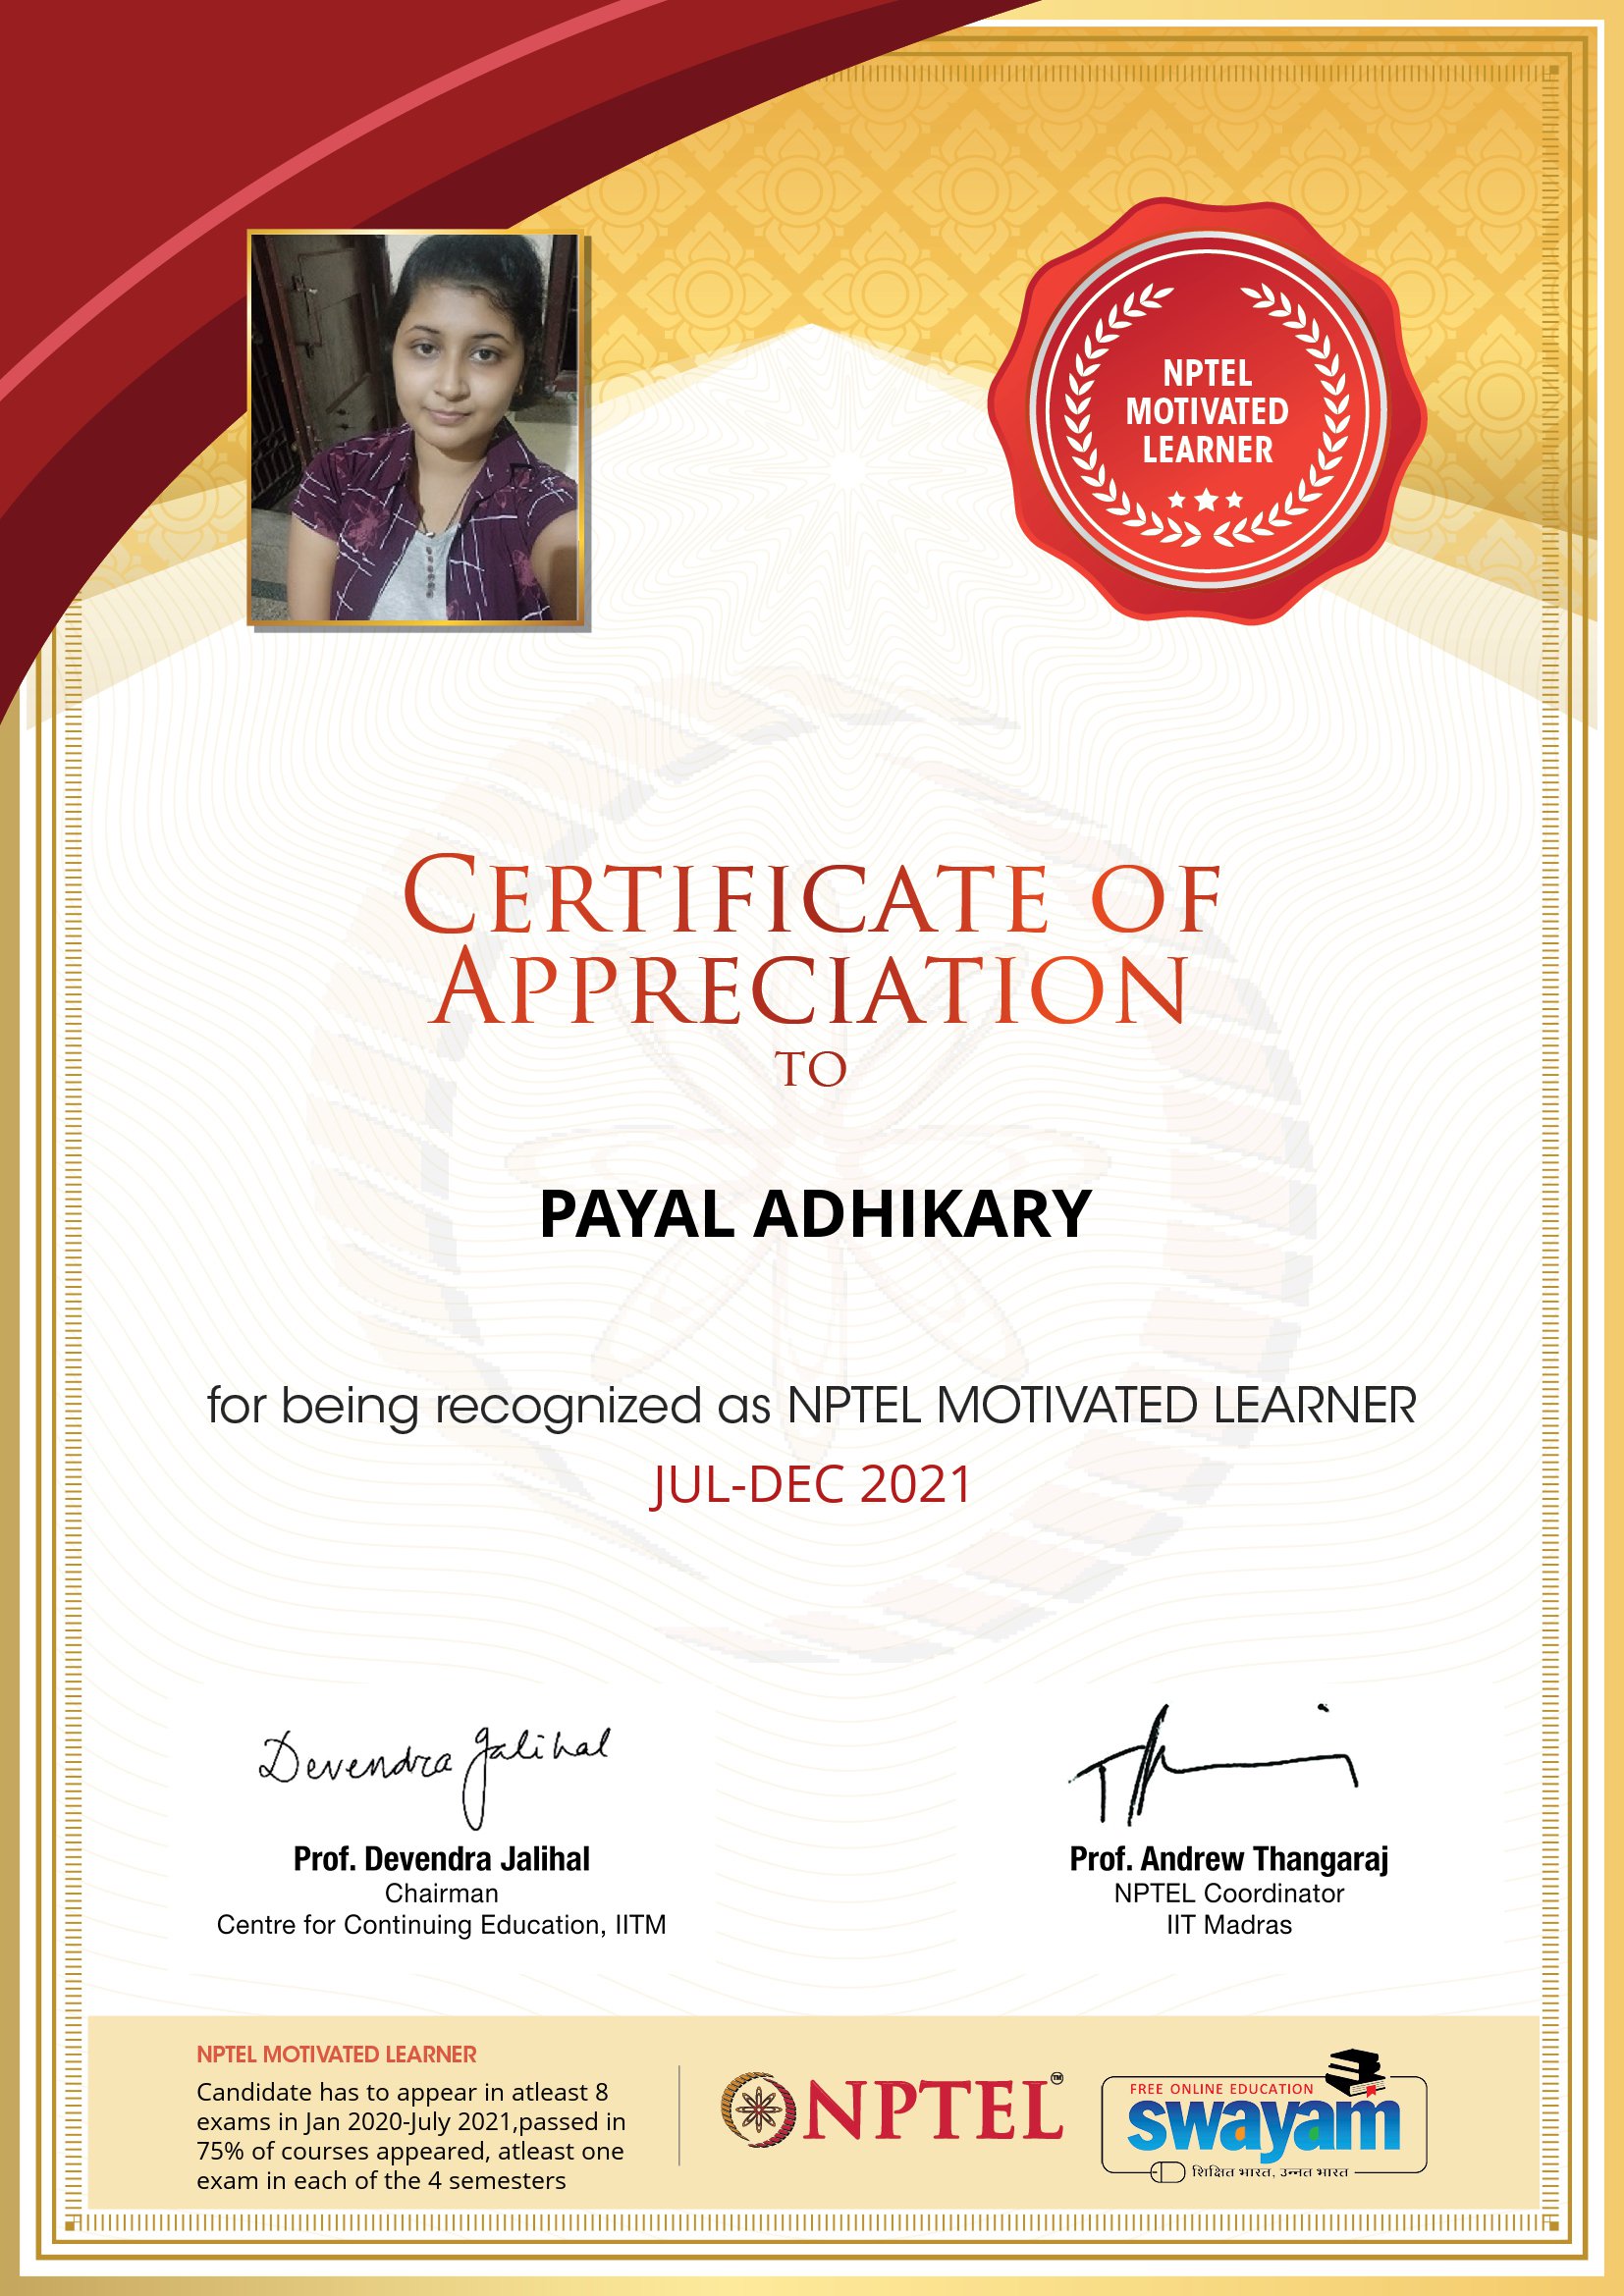 NPTEL
MOTIVATED
LEARNER
CERTIFICATE OF
APPRECIATION
TO
PAYAL ADHIKARY
for being recognized as NPTEL MOTIVATED LEARNER
JUL-DEC 2021
Devendra Jalihal
Prof. Devendra Jalihal
Chairman
Centre for Continuing Education, IITM
Prof. Andrew Thangaraj
NPTEL Coordinator
IIT Madras
NPTEL MOTIVATED LEARNER
Candidate has to appear in atleast 8
exams in Jan 2020-July 2021,passed in
75% of courses appeared, atleast one
exam in each of the 4 semesters
NPTEL™
FREE ONLINE EDUCATION
swayam
शिक्षित भारत, उन्नत भारत